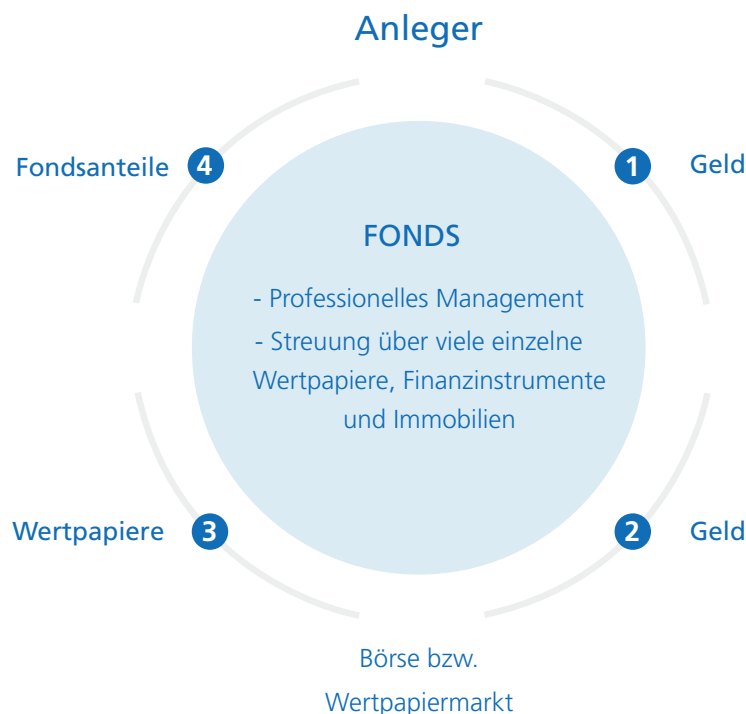 Anleger
Fondsanteile 4
1 Geld
FONDS
- Professionelles Management
- Streuung über viele einzelne
Wertpapiere, Finanzinstrumente
und Immobilien
Wertpapiere 3
2 Geld
Börse bzw.
Wertpapiermarkt